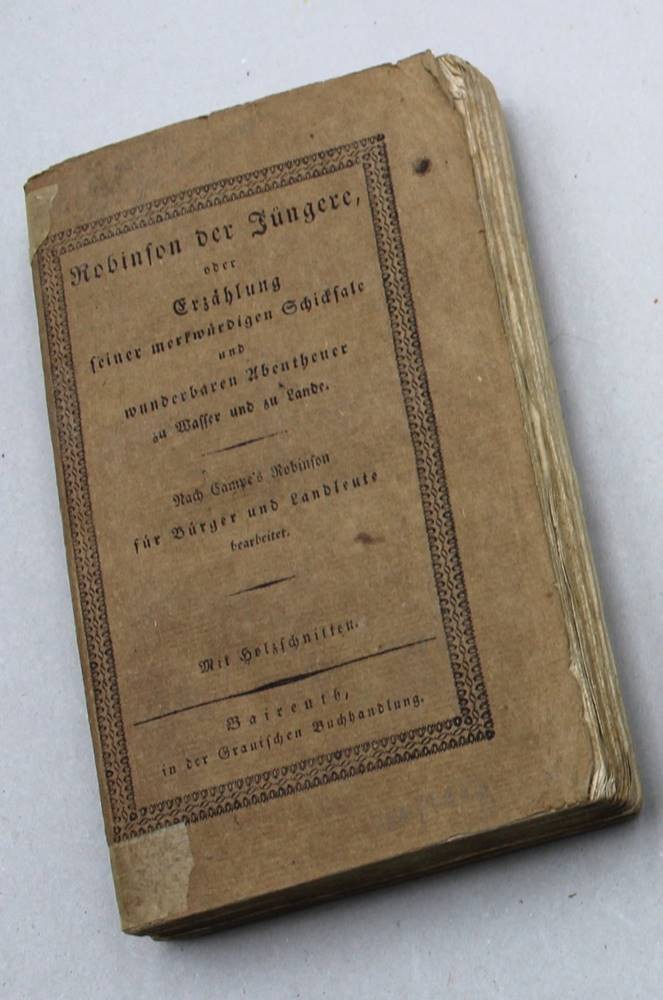 Robinſon der Jüngere,
oder
Erzählung
ſeiner merkwürdigen Schickſale
und
wunderbaren Abentheuer
zu Waſſer und zu Lande.
Nach Campe's Robinſon
für Bürger und Landleute
bearbeitet.
Mit Holzſchnitten.
Baireuth,
in der Grauiſchen Buchhandlung.